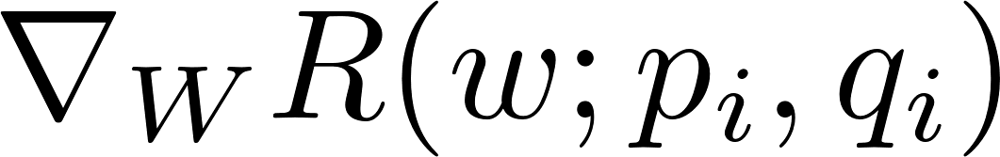 ∇_W R(w; p_i, q_i)